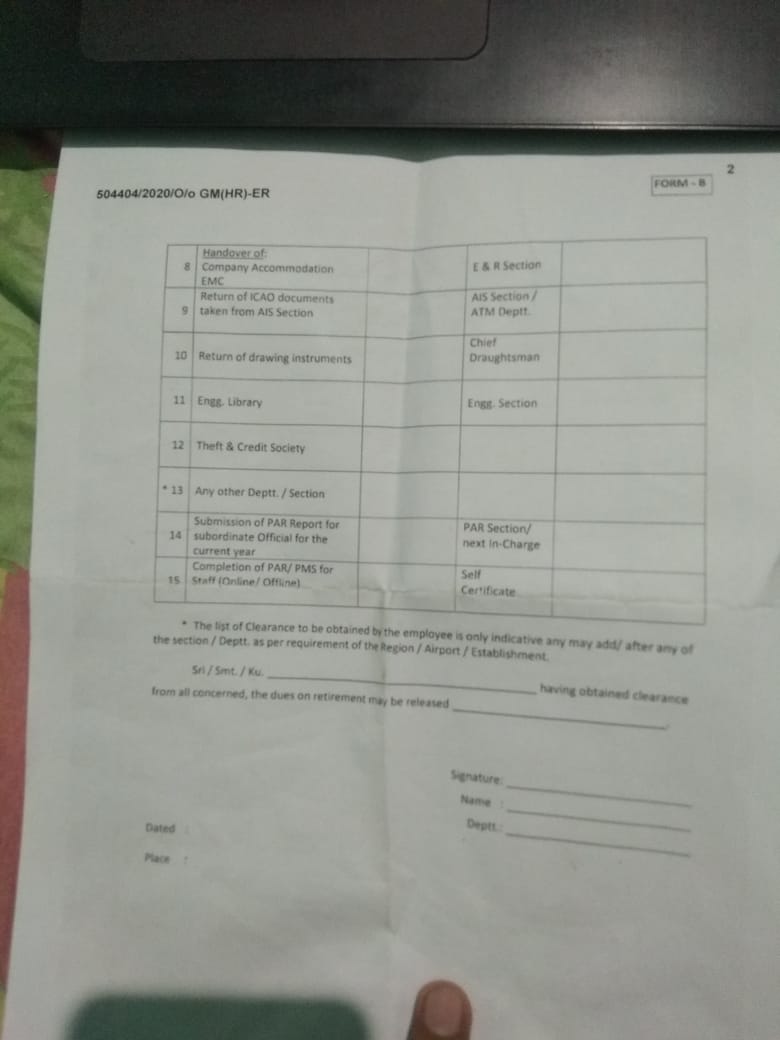 2
504404/2020/O/o GM(HR)-ER
FORM - B
Handover of:
8 Company Accommodation E & R Section
EMC
Return of ICAO documents AIS Section /
9 taken from AIS Section ATM Deptt.
Chief
10 Return of drawing instruments Draughtsman
11 Engg. Library Engg. Section
12 Theft & Credit Society
* 13 Any other Deptt. / Section
Submission of PAR Report for PAR Section/
14 subordinate Official for the next In-Charge
current year
Completion of PAR/ PMS for Self
15 Staff (Online/ Offline) Certificate
* The list of Clearance to be obtained by the employee is only indicative any may add/ after any of
the section / Deptt. as per requirement of the Region / Airport / Establishment.
Sri / Smt. / Ku. having obtained clearance
from all concerned, the dues on retirement may be released .
Signature:
Name :
Deptt.:
Dated :
Place :